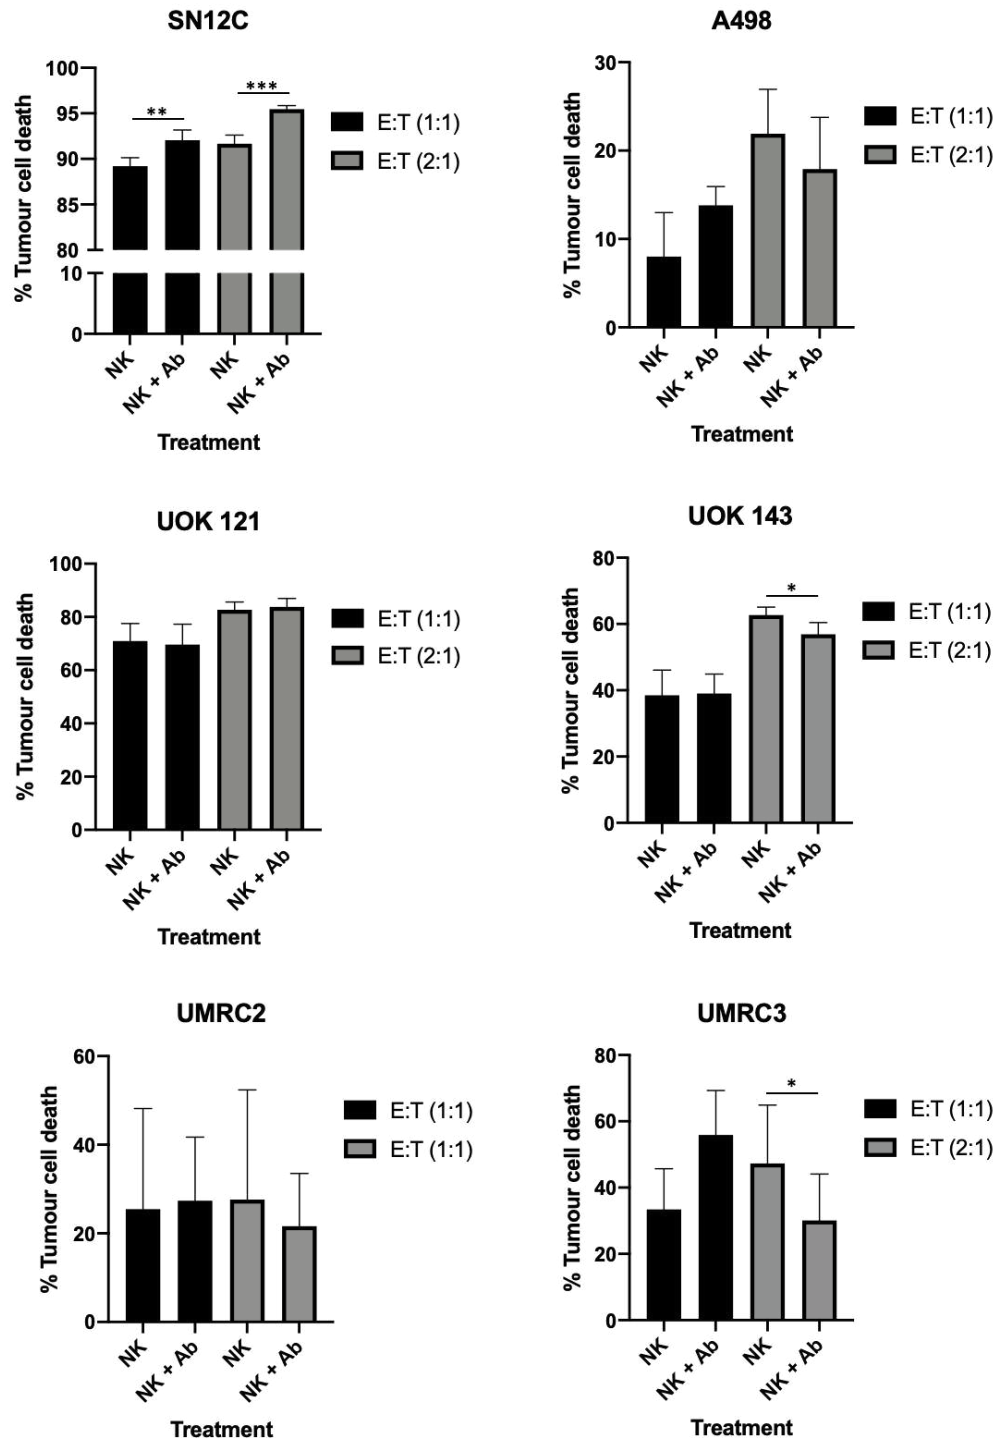 SN12C
% Tumour cell death
100
95
90
85
80
10
0
**
***
E:T (1:1)
E:T (2:1)
NK
NK + Ab
NK
NK + Ab
Treatment
A498
% Tumour cell death
30
20
10
0
E:T (1:1)
E:T (2:1)
NK
NK + Ab
NK
NK + Ab
Treatment
UOK 121
% Tumour cell death
100
80
60
40
20
0
E:T (1:1)
E:T (2:1)
NK
NK + Ab
NK
NK + Ab
Treatment
UOK 143
% Tumour cell death
80
60
40
20
0
*
E:T (1:1)
E:T (2:1)
NK
NK + Ab
NK
NK + Ab
Treatment
UMRC2
% Tumour cell death
60
40
20
0
E:T (1:1)
E:T (1:1)
NK
NK + Ab
NK
NK + Ab
Treatment
UMRC3
% Tumour cell death
80
60
40
20
0
*
E:T (1:1)
E:T (2:1)
NK
NK + Ab
NK
NK + Ab
Treatment